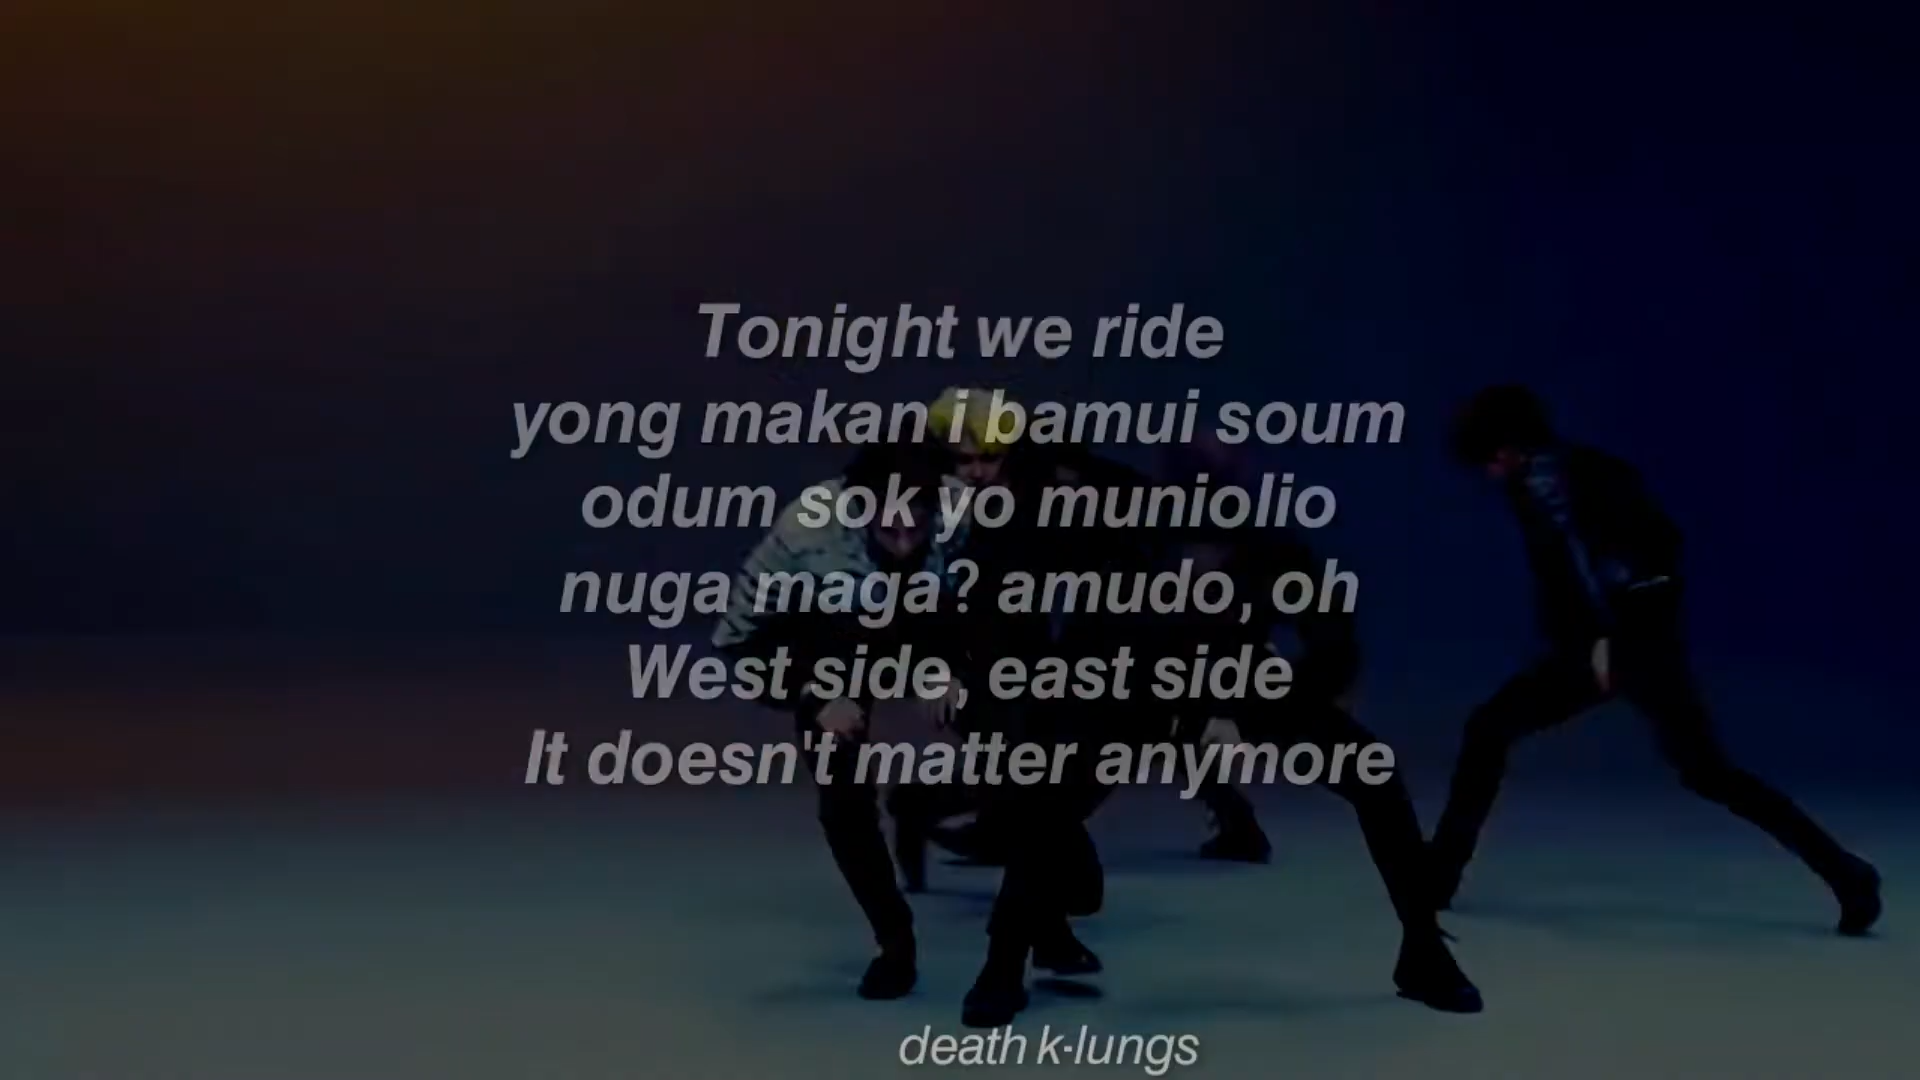 Tonight we ride
yong makan i bamui soum
odum sok yo muniolio
nuga maga? amudo, oh
West side, east side
It doesn't matter anymore
death k-lungs